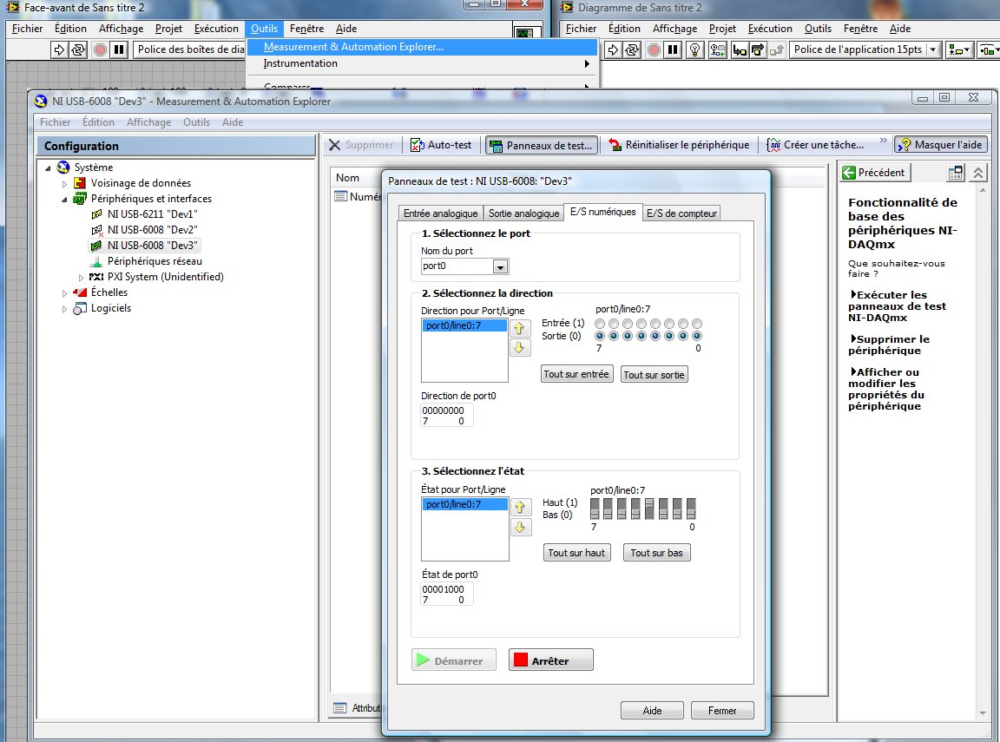 Face-avant de Sans titre 2
Fichier Édition Affichage Projet Exécution Outils Fenêtre Aide
Police des boîtes de dia
Measurement & Automation Explorer...
Instrumentation
Comparer
Diagramme de Sans titre 2
Fichier Édition Affichage Projet Exécution Outils Fenêtre Aide
Police de l'application 15pts
NI USB-6008 "Dev3" - Measurement & Automation Explorer
Fichier Édition Affichage Outils Aide
Configuration
Système
Voisinage de données
Périphériques et interfaces
NI USB-6211 "Dev1"
NI USB-6008 "Dev2"
NI USB-6008 "Dev3"
Périphériques réseau
PXI PXI System (Unidentified)
Échelles
Logiciels
Supprimer Auto-test Panneaux de test... Réinitialiser le périphérique Créer une tâche... » Masquer l'aide
Nom
Numér
Attribut
Panneaux de test : NI USB-6008: "Dev3"
Entrée analogique Sortie analogique E/S numériques E/S de compteur
1. Sélectionnez le port
Nom du port
port0
2. Sélectionnez la direction
Direction pour Port/Ligne
port0/line0:7
port0/line0:7
Entrée (1)
Sortie (0)
7 0
Tout sur entrée Tout sur sortie
Direction de port0
00000000
7 0
3. Sélectionnez l'état
État pour Port/Ligne
port0/line0:7
port0/line0:7
Haut (1)
Bas (0)
7 0
Tout sur haut Tout sur bas
État de port0
00001000
7 0
Démarrer Arrêter
Aide Fermer
Précédent
Fonctionnalité de
base des
périphériques NI-
DAQmx
Que souhaitez-vous
faire ?
Exécuter les
panneaux de test
NI-DAQmx
Supprimer le
périphérique
Afficher ou
modifier les
propriétés du
périphérique